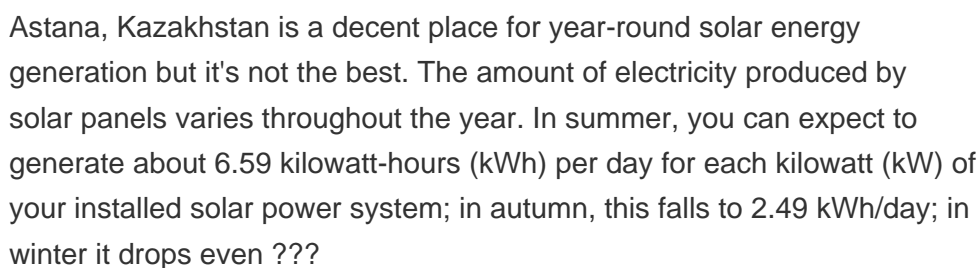 Astana, Kazakhstan is a decent place for year-round solar energy
generation but it's not the best. The amount of electricity produced by
solar panels varies throughout the year. In summer, you can expect to
generate about 6.59 kilowatt-hours (kWh) per day for each kilowatt (kW) of
your installed solar power system; in autumn, this falls to 2.49 kWh/day; in
winter it drops even ???